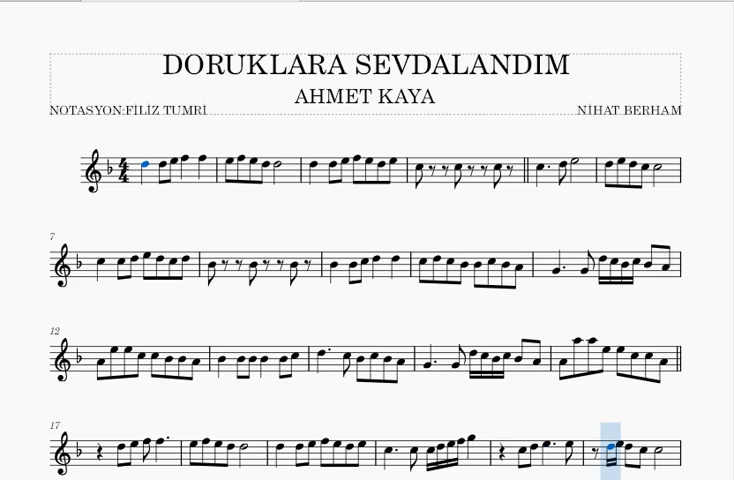 DORUKLARA SEVDALANDIM
AHMET KAYA
NOTASYON:FİLİZ TUMRİ
NİHAT BERHAM
7
12
17